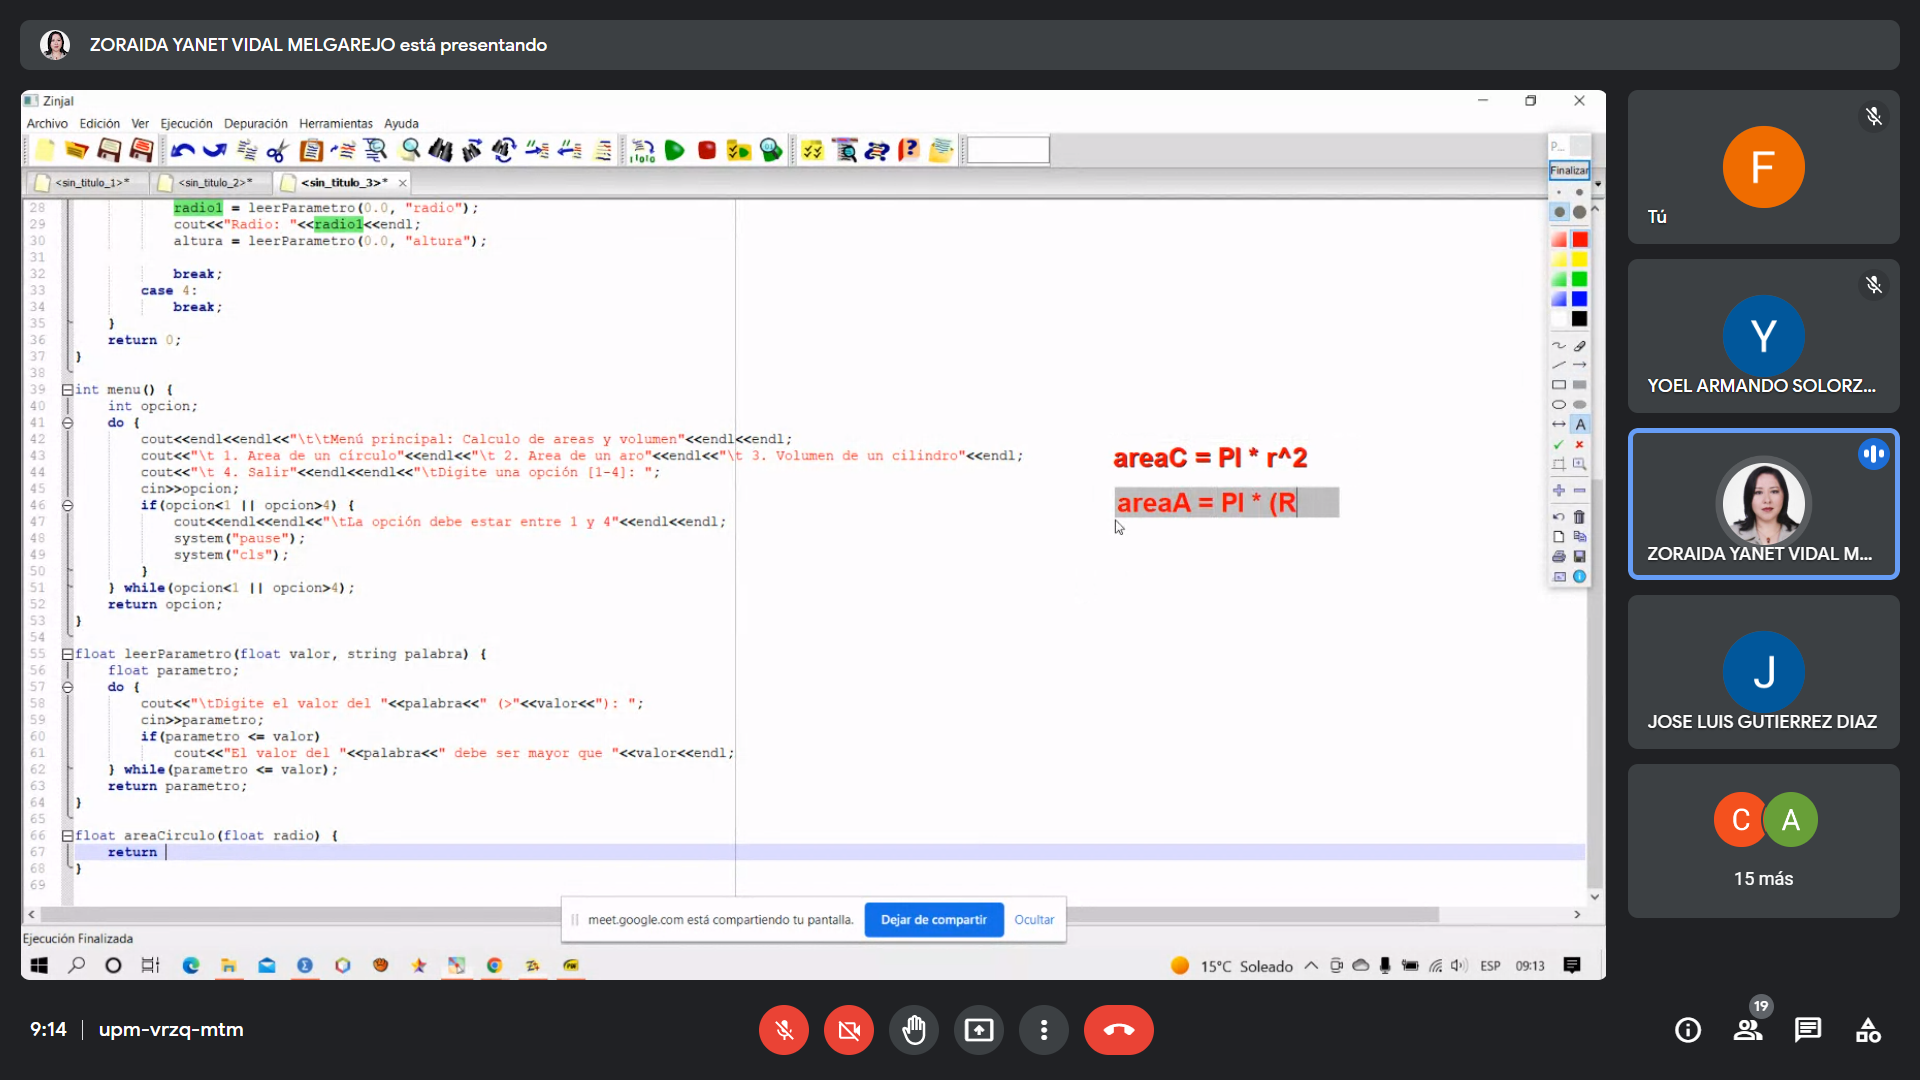 ZORAIDA YANET VIDAL MELGAREJO está presentando
ZinjaI
Archivo Edición Ver Ejecución Depuración Herramientas Ayuda
P...
Finalizar
<sin_titulo_1>* <sin_titulo_2>* <sin_titulo_3>*
28 radio1 = leerParametro(0.0, "radio");
29 cout<<"Radio: "<<radio1<<endl;
30 altura = leerParametro(0.0, "altura");
31
32 break;
33 case 4:
34 break;
35 }
36 return 0;
37 }
38
39 int menu() {
40 int opcion;
41 do {
42 cout<<endl<<endl<<"\t\tMenú principal: Calculo de areas y volumen"<<endl<<endl;
43 cout<<"\t 1. Area de un círculo"<<endl<<"\t 2. Area de un aro"<<endl<<"\t 3. Volumen de un cilindro"<<endl;
44 cout<<"\t 4. Salir"<<endl<<endl<<"\tDigite una opción [1-4]: ";
45 cin>>opcion;
46 if(opcion<1 || opcion>4) {
47 cout<<endl<<endl<<"\tLa opción debe estar entre 1 y 4"<<endl<<endl;
48 system("pause");
49 system("cls");
50 }
51 } while(opcion<1 || opcion>4);
52 return opcion;
53 }
54
55 float leerParametro(float valor, string palabra) {
56 float parametro;
57 do {
58 cout<<"\tDigite el valor del "<<palabra<<" (>"<<valor<<"): ";
59 cin>>parametro;
60 if(parametro <= valor)
61 cout<<"El valor del "<<palabra<<" debe ser mayor que "<<valor<<endl;
62 } while(parametro <= valor);
63 return parametro;
64 }
65
66 float areaCirculo(float radio) {
67 return
68 }
69
areaC = PI * r^2
areaA = PI * (R
A
meet.google.com está compartiendo tu pantalla. Dejar de compartir Ocultar
Ejecución Finalizada
15°C Soleado ESP 09:13
F
Tú
Y
YOEL ARMANDO SOLORZ...
ZORAIDA YANET VIDAL M...
J
JOSE LUIS GUTIERREZ DIAZ
C A
15 más
9:14 | upm-vrzq-mtm
19